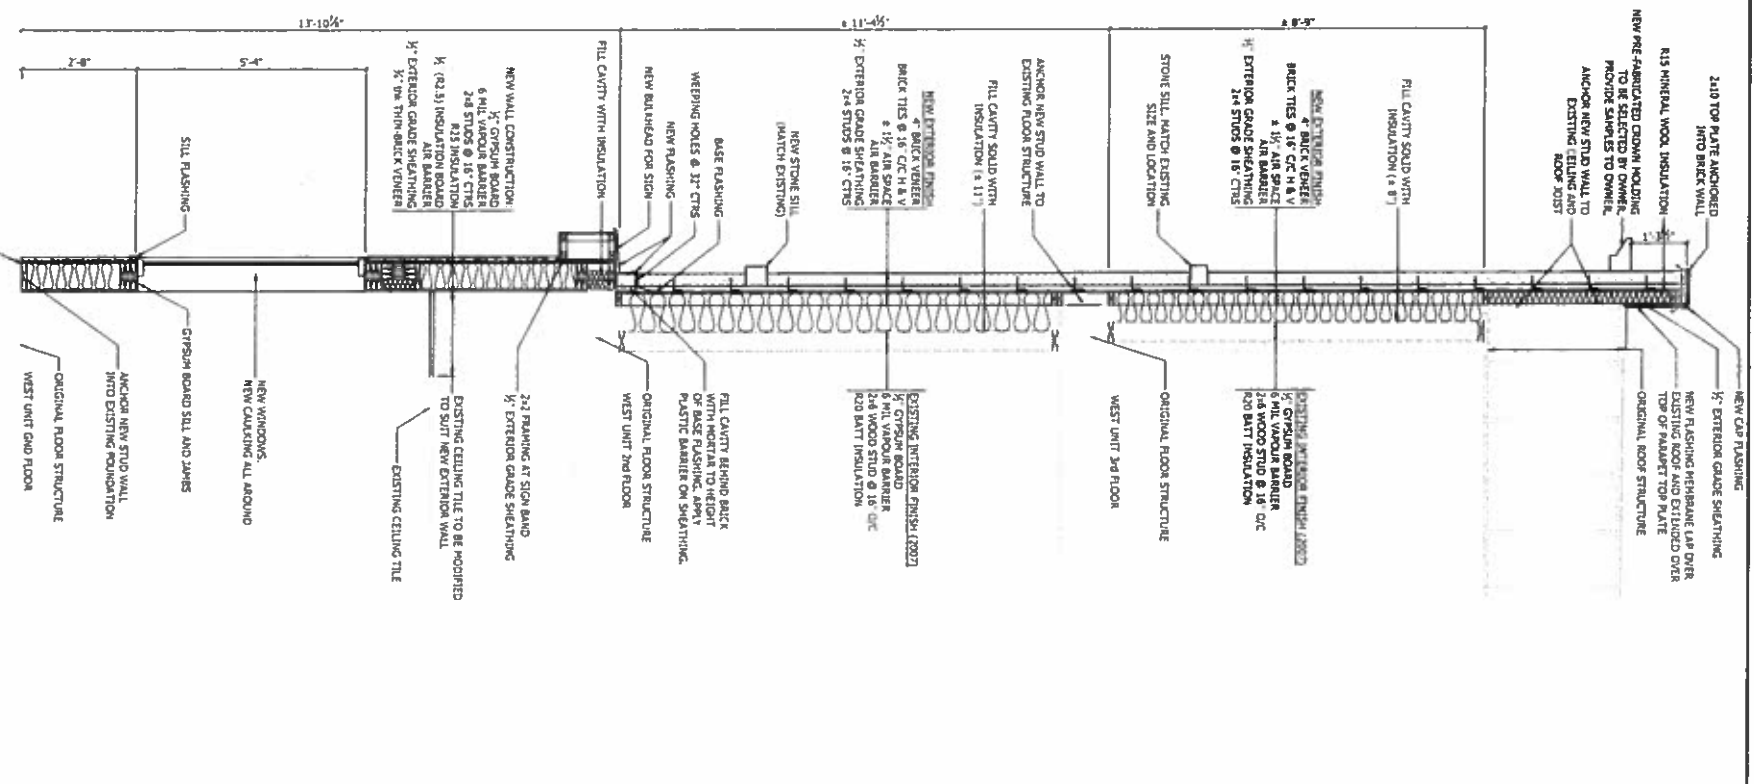 2x10 TOP PLATE ANCHORED
INTO BRICK WALL
R15 MINERAL WOOL INSULATION
NEW PRE-FABRICATED CROWN MOLDING
TO BE SELECTED BY OWNER
PROVIDE SAMPLES TO OWNER.
ANCHOR NEW STUD WALL TO
EXISTING CEILING AND
ROOF JOIST
FILL CAVITY SOLID WITH
INSULATION (± 8")
NEW EXTERIOR FINISH
4" BRICK VENEER
BRICK TIES @ 16" C/C H & V
± 1½" AIR SPACE
AIR BARRIER
½" EXTERIOR GRADE SHEATHING
2x4 STUDS @ 16" CTRS
STONE SILL, MATCH EXISTING
SIZE AND LOCATION
ANCHOR NEW STUD WALL TO
EXISTING FLOOR STRUCTURE
FILL CAVITY SOLID WITH
INSULATION (± 11")
NEW EXTERIOR FINISH
4" BRICK VENEER
BRICK TIES @ 16" C/C H & V
± 1½" AIR SPACE
AIR BARRIER
½" EXTERIOR GRADE SHEATHING
2x4 STUDS @ 16" CTRS
NEW STONE SILL
(MATCH EXISTING)
BASE FLASHING
WEEPING HOLES @ 32" CTRS
NEW FLASHING
NEW BULKHEAD FOR SIGN
FILL CAVITY WITH INSULATION
NEW WALL CONSTRUCTION:
½" GYPSUM BOARD
6 MIL VAPOUR BARRIER
2x8 STUDS @ 16" CTRS
INSULATION
(R2.5) INSULATION BOARD
AIR BARRIER
½" EXTERIOR GRADE SHEATHING
THIN-BRICK VENEER
SILL FLASHING
± 8'-9"
± 11'-4½"
5'-4"
2'-8"
NEW CAP FLASHING
½" EXTERIOR GRADE SHEATHING
NEW FLASHING MEMBRANE LAP OVER
EXISTING ROOF AND EXTENDED OVER
TOP OF PARAPET TOP PLATE
ORIGINAL ROOF STRUCTURE
EXISTING INTERIOR FINISH (2007)
½" GYPSUM BOARD
6 MIL VAPOUR BARRIER
2x6 WOOD STUD @ 16" O/C
R20 BATT INSULATION
ORIGINAL FLOOR STRUCTURE
WEST UNIT 3rd FLOOR
EXISTING INTERIOR FINISH (2007)
½" GYPSUM BOARD
6 MIL VAPOUR BARRIER
2x6 WOOD STUD @ 16" O/C
R20 BATT INSULATION
FILL CAVITY BEHIND BRICK
WITH MORTAR TO HEIGHT
OF BASE FLASHING. APPLY
PLASTIC BARRIER ON SHEATHING.
ORIGINAL FLOOR STRUCTURE
WEST UNIT 2nd FLOOR
2x2 FRAMING AT SIGN BAND
½" EXTERIOR GRADE SHEATHING
EXISTING CEILING TILE TO BE MODIFIED
TO SUIT NEW EXTERIOR WALL
EXISTING CEILING TILE
NEW WINDOWS.
NEW CAULKING ALL AROUND
GYPSUM BOARD SILL AND JAMBS
ANCHOR NEW STUD WALL
INTO EXISTING FOUNDATION
ORIGINAL FLOOR STRUCTURE
WEST UNIT GND FLOOR